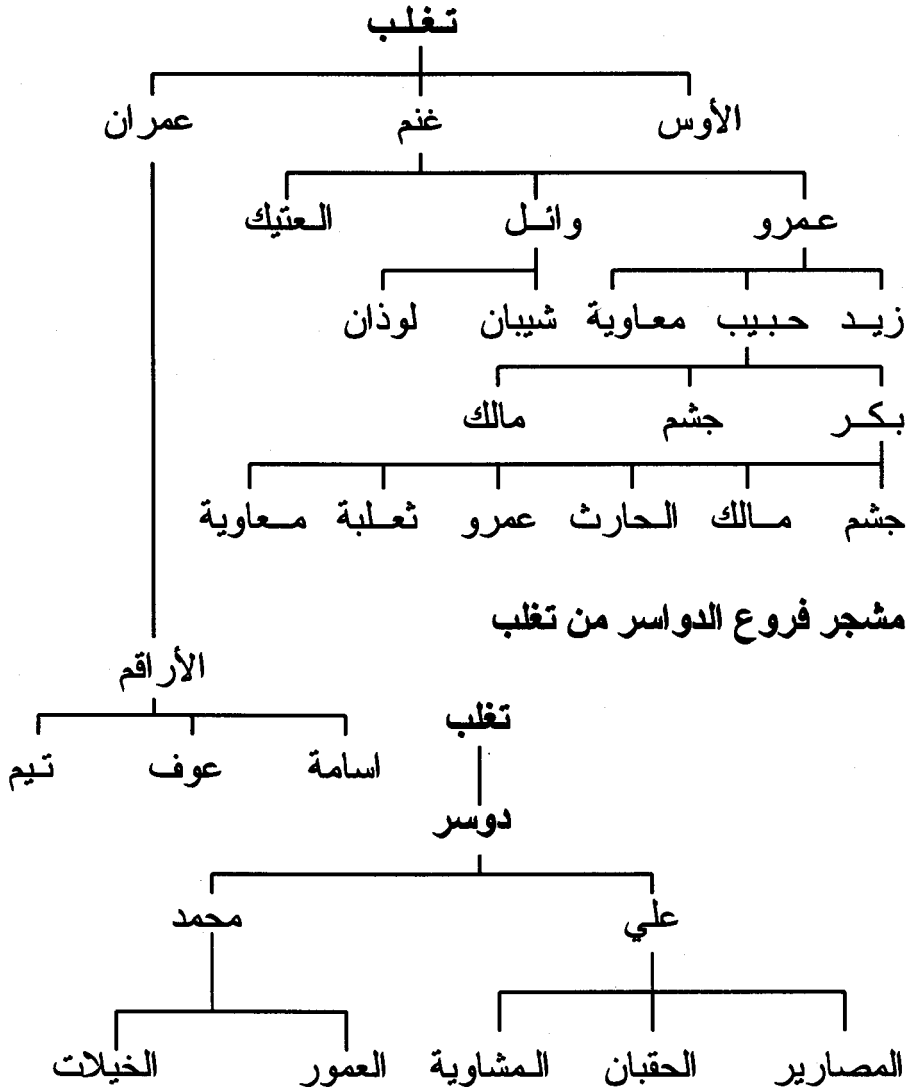 تغلب
الأوس غنم عمران
عمرو وائل العتيك
زيد حبيب معاوية شيبان لوذان
بكر جشم مالك
جشم مالك الحارث عمرو ثعلبة معاوية
مشجر فروع الدواسر من تغلب
الأراقم
تغلب
اسامة عوف تيم
دوسر
علي محمد
المصارير الحقبان المشاوية العمور الخيلات